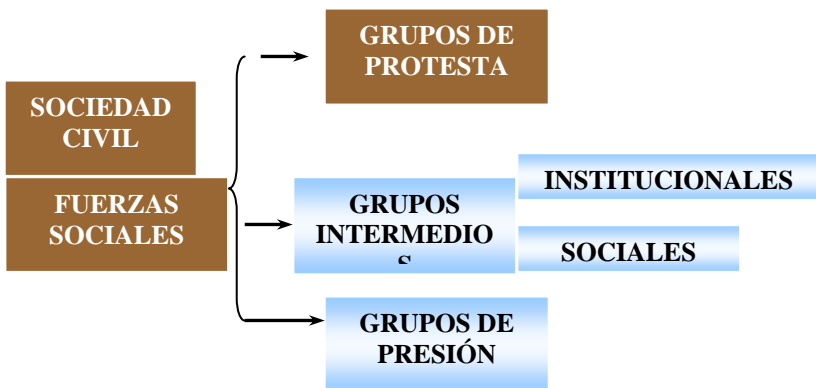 GRUPOS DE
PROTESTA
SOCIEDAD
CIVIL
FUERZAS
SOCIALES
GRUPOS
INTERMEDIO
S
INSTITUCIONALES
SOCIALES
GRUPOS DE
PRESIÓN